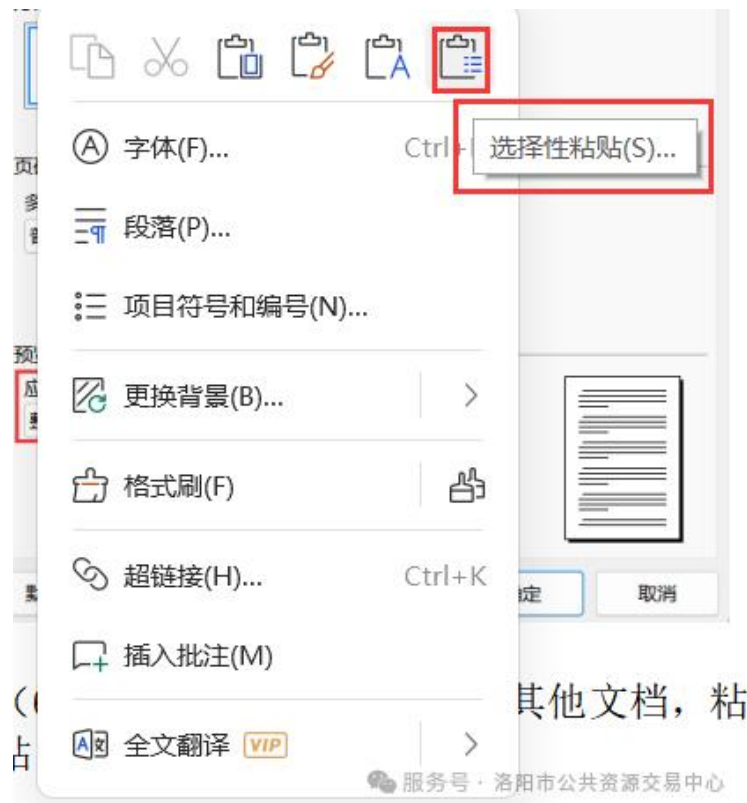 选择性粘贴(S)...
字体(F)... Ctrl+
段落(P)...
项目符号和编号(N)...
预
应
更换背景(B)...
格式刷(F)
超链接(H)... Ctrl+K
定 取消
插入批注(M)
其他文档，粘
全文翻译 VIP
服务号 · 洛阳市公共资源交易中心